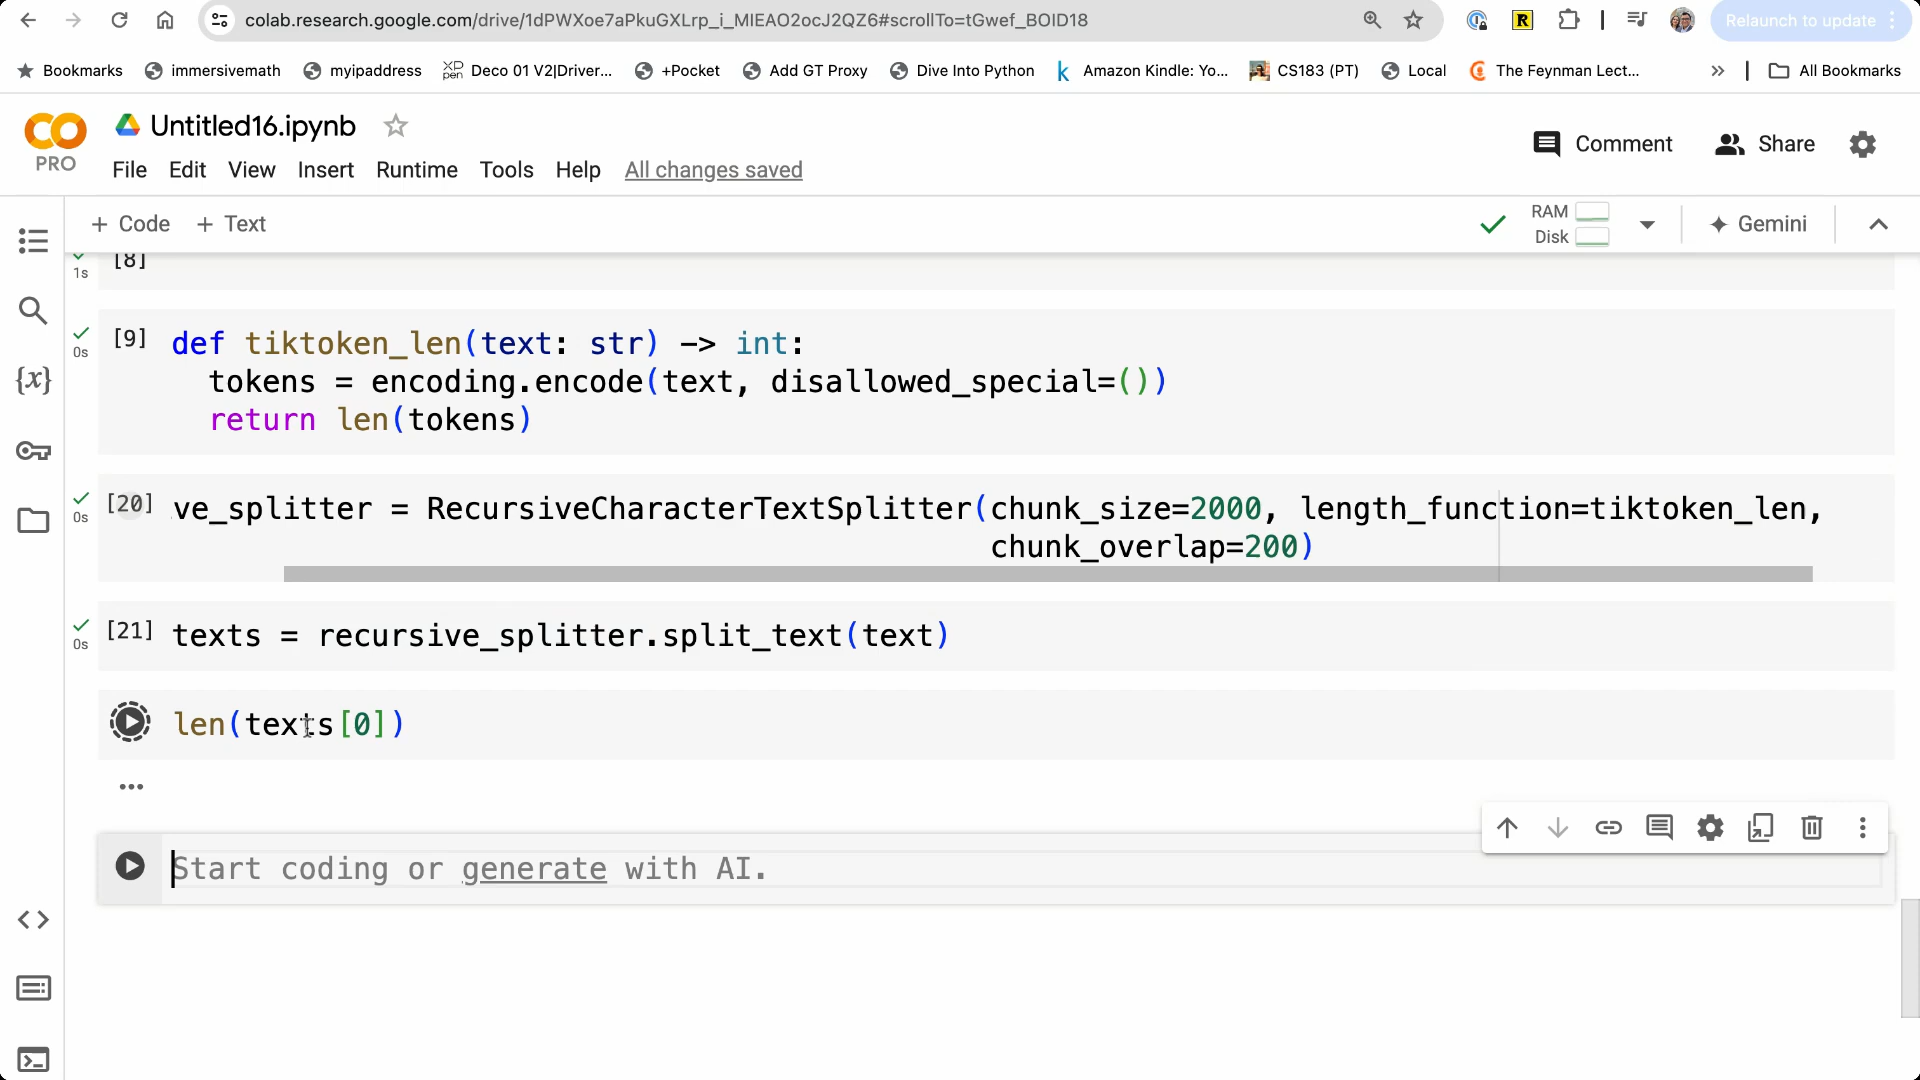 colab.research.google.com/drive/1dPWXoe7aPkuGXLrp_i_MIEAO2ocJ2QZ6#scrollTo=tGwef_BOID18
R
Relaunch to update
Bookmarks
immersivemath
myipaddress
XP pen
Deco 01 V2|Driver...
+Pocket
Add GT Proxy
Dive Into Python
k
Amazon Kindle: Yo...
CS183 (PT)
Local
The Feynman Lect...
»
All Bookmarks
CO
PRO
Untitled16.ipynb
Comment
Share
File Edit View Insert Runtime Tools Help All changes saved
+ Code + Text
RAM
Disk
Gemini
1s
[8]
[9] def tiktoken_len(text: str) -> int:
0s
tokens = encoding.encode(text, disallowed_special=())
return len(tokens)
[20] ve_splitter = RecursiveCharacterTextSplitter(chunk_size=2000, length_function=tiktoken_len,
0s
chunk_overlap=200)
[21] texts = recursive_splitter.split_text(text)
0s
len(texts[0])
...
Start coding or generate with AI.
{x}
<>